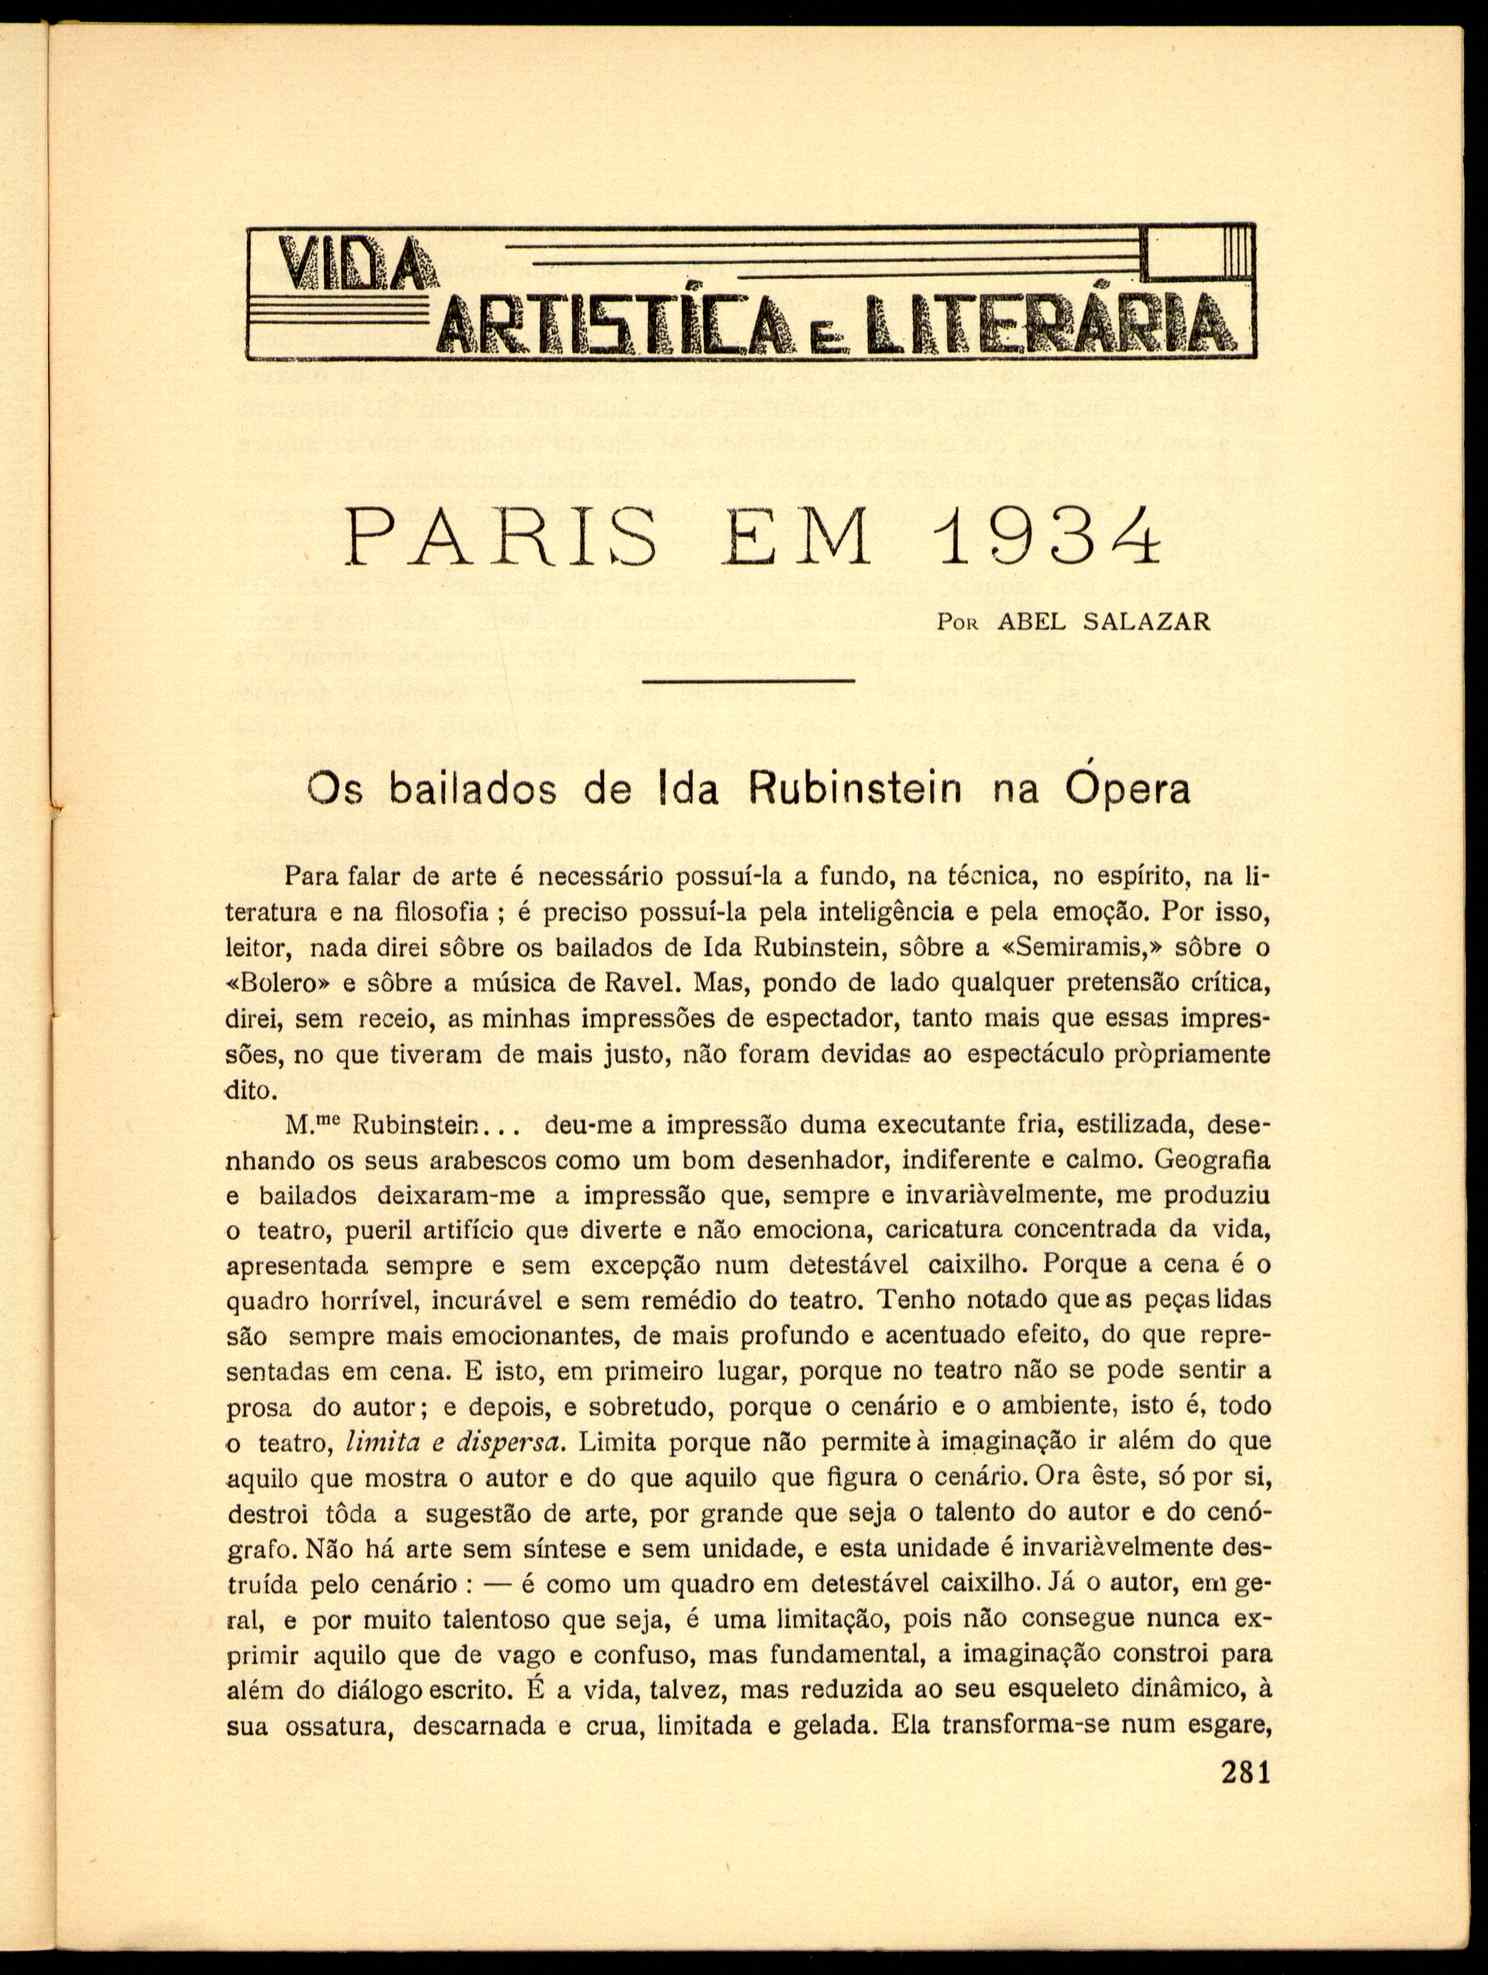 VIDA
ARTISTÍCA E LITERÁRIA
PARIS EM 1934
POR ABEL SALAZAR
Os bailados de Ida Rubinstein na Ópera
Para falar de arte é necessário possuí-la a fundo, na técnica, no espírito, na li-
teratura e na filosofia ; é preciso possuí-la pela inteligência e pela emoção. Por isso,
leitor, nada direi sôbre os bailados de Ida Rubinstein, sôbre a «Semiramis,» sôbre o
«Bolero» e sôbre a música de Ravel. Mas, pondo de lado qualquer pretensão crítica,
direi, sem receio, as minhas impressões de espectador, tanto mais que essas impres-
sões, no que tiveram de mais justo, não foram devidas ao espectáculo pròpriamente
dito.
M.me Rubinstein... deu-me a impressão duma executante fria, estilizada, dese-
nhando os seus arabescos como um bom desenhador, indiferente e calmo. Geografia
e bailados deixaram-me a impressão que, sempre e invariàvelmente, me produziu
o teatro, pueril artifício que diverte e não emociona, caricatura concentrada da vida,
apresentada sempre e sem excepção num detestável caixilho. Porque a cena é o
quadro horrível, incurável e sem remédio do teatro. Tenho notado que as peças lidas
são sempre mais emocionantes, de mais profundo e acentuado efeito, do que repre-
sentadas em cena. E isto, em primeiro lugar, porque no teatro não se pode sentir a
prosa do autor; e depois, e sobretudo, porque o cenário e o ambiente, isto é, todo
o teatro, limita e dispersa. Limita porque não permite à imaginação ir além do que
aquilo que mostra o autor e do que aquilo que figura o cenário. Ora êste, só por si,
destroi tôda a sugestão de arte, por grande que seja o talento do autor e do cenó-
grafo. Não há arte sem síntese e sem unidade, e esta unidade é invariàvelmente des-
truída pelo cenário : — é como um quadro em detestável caixilho. Já o autor, em ge-
ral, e por muito talentoso que seja, é uma limitação, pois não consegue nunca ex-
primir aquilo que de vago e confuso, mas fundamental, a imaginação constroi para
além do diálogo escrito. É a vida, talvez, mas reduzida ao seu esqueleto dinâmico, à
sua ossatura, descarnada e crua, limitada e gelada. Ela transforma-se num esgare,
281